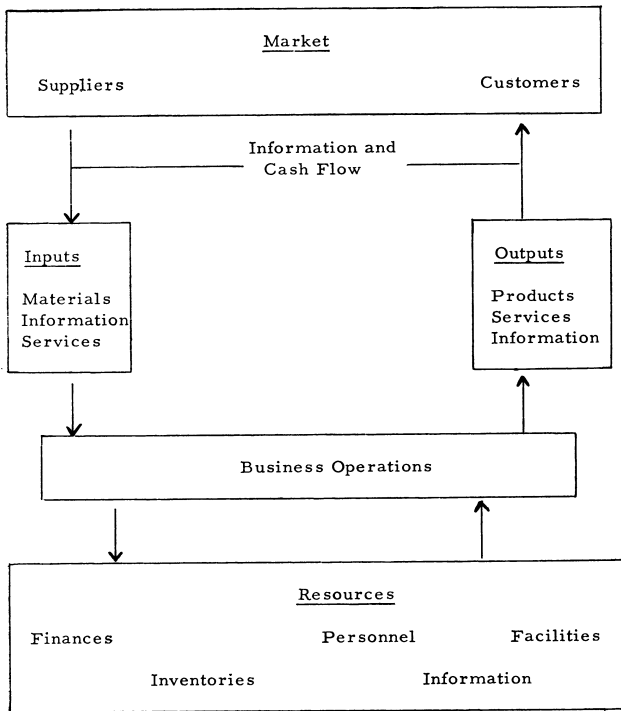 Market
Suppliers Customers
Information and
Cash Flow
Inputs
Materials
Information
Services
Outputs
Products
Services
Information
Business Operations
Resources
Finances Personnel Facilities
Inventories Information